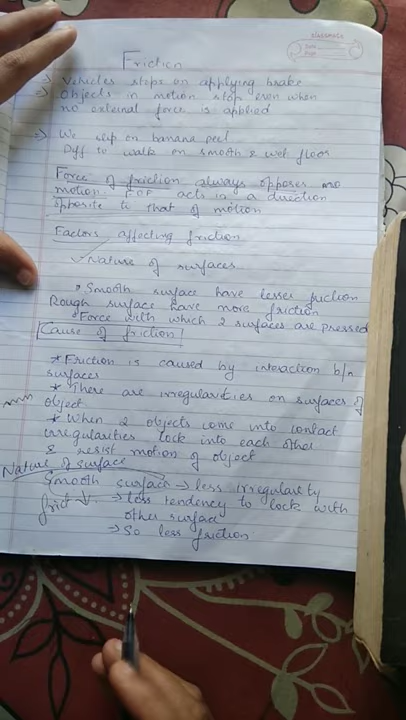 classmate
Date
Page
Friction
→ Vehicles stops on applying brake
→ Objects in motion stop even when
no external force is applied
→ We slip on banana peel
Diff to walk on smooth & wet floor
Force of friction always opposes mo
motion FOF acts in a direction
opposite to that of motion
Factors affecting friction
✓ Nature of surfaces
• Smooth surface have lesser friction
Rough surface have more friction
• Force with which 2 surfaces are pressed
Cause of friction
* Friction is caused by interaction b/n
surfaces
* There are irregularities on surfaces of
object
* When 2 objects come into contact
irregularities lock into each other
& resist motion of object
Nature of surface
Smooth surface → less irregularity
frict ↓ → less tendency to lock with
other surface
→ So less friction